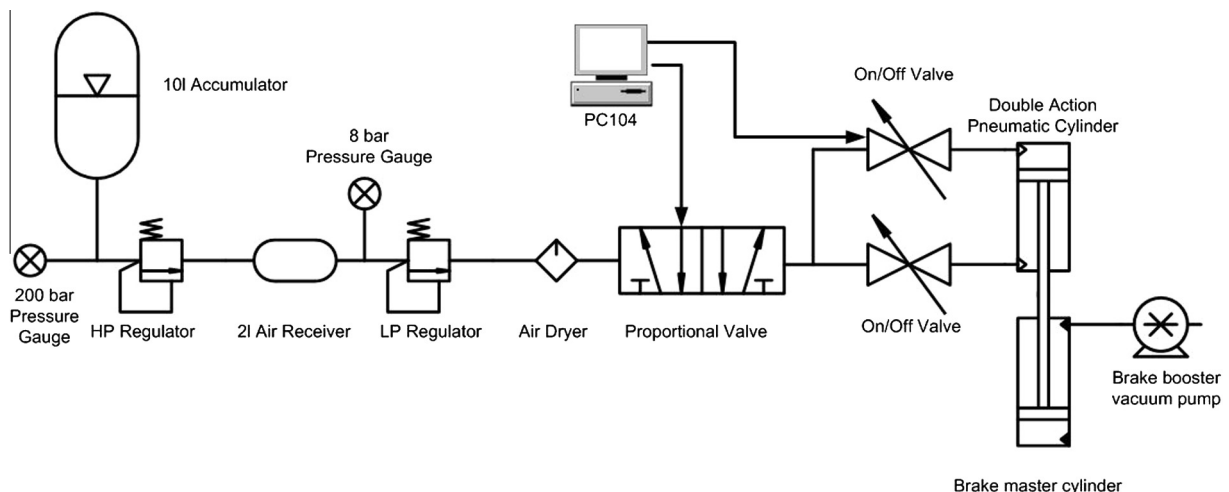 10l Accumulator
8 bar
Pressure Gauge
PC104
On/Off Valve
Double Action
Pneumatic Cylinder
200 bar
Pressure
Gauge
HP Regulator
2l Air Receiver
LP Regulator
Air Dryer
Proportional Valve
On/Off Valve
Brake booster
vacuum pump
Brake master cylinder